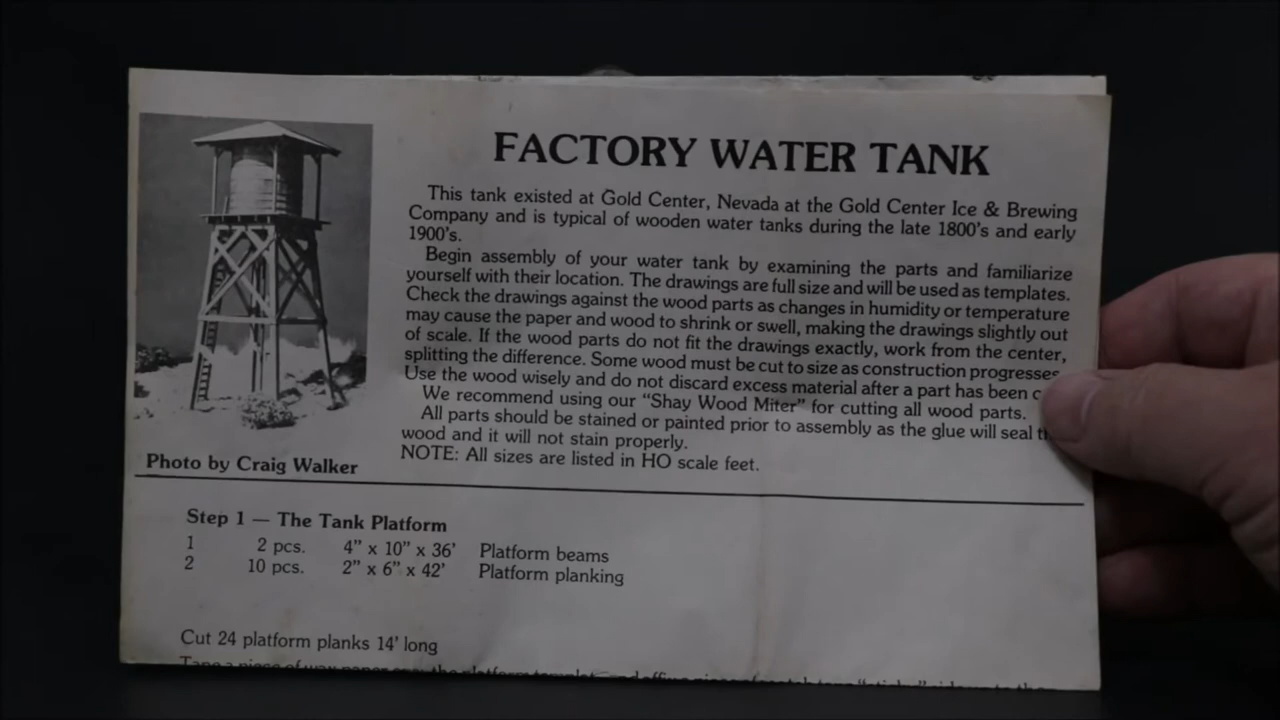 FACTORY WATER TANK
This tank existed at Gold Center, Nevada at the Gold Center Ice & Brewing
Company and is typical of wooden water tanks during the late 1800's and early
1900's.
Begin assembly of your water tank by examining the parts and familiarize
yourself with their location. The drawings are full size and will be used as templates.
Check the drawings against the wood parts as changes in humidity or temperature
may cause the paper and wood to shrink or swell, making the drawings slightly out
of scale. If the wood parts do not fit the drawings exactly, work from the center,
splitting the difference. Some wood must be cut to size as construction progresses.
Use the wood wisely and do not discard excess material after a part has been
We recommend using our “Shay Wood Miter” for cutting all wood parts.
All parts should be stained or painted prior to assembly as the glue will seal
wood and it will not stain properly.
NOTE: All sizes are listed in HO scale feet.
Photo by Craig Walker
Step 1 — The Tank Platform
1 2 pcs. 4” x 10” x 36’ Platform beams
2 10 pcs. 2” x 6” x 42’ Platform planking
Cut 24 platform planks 14’ long